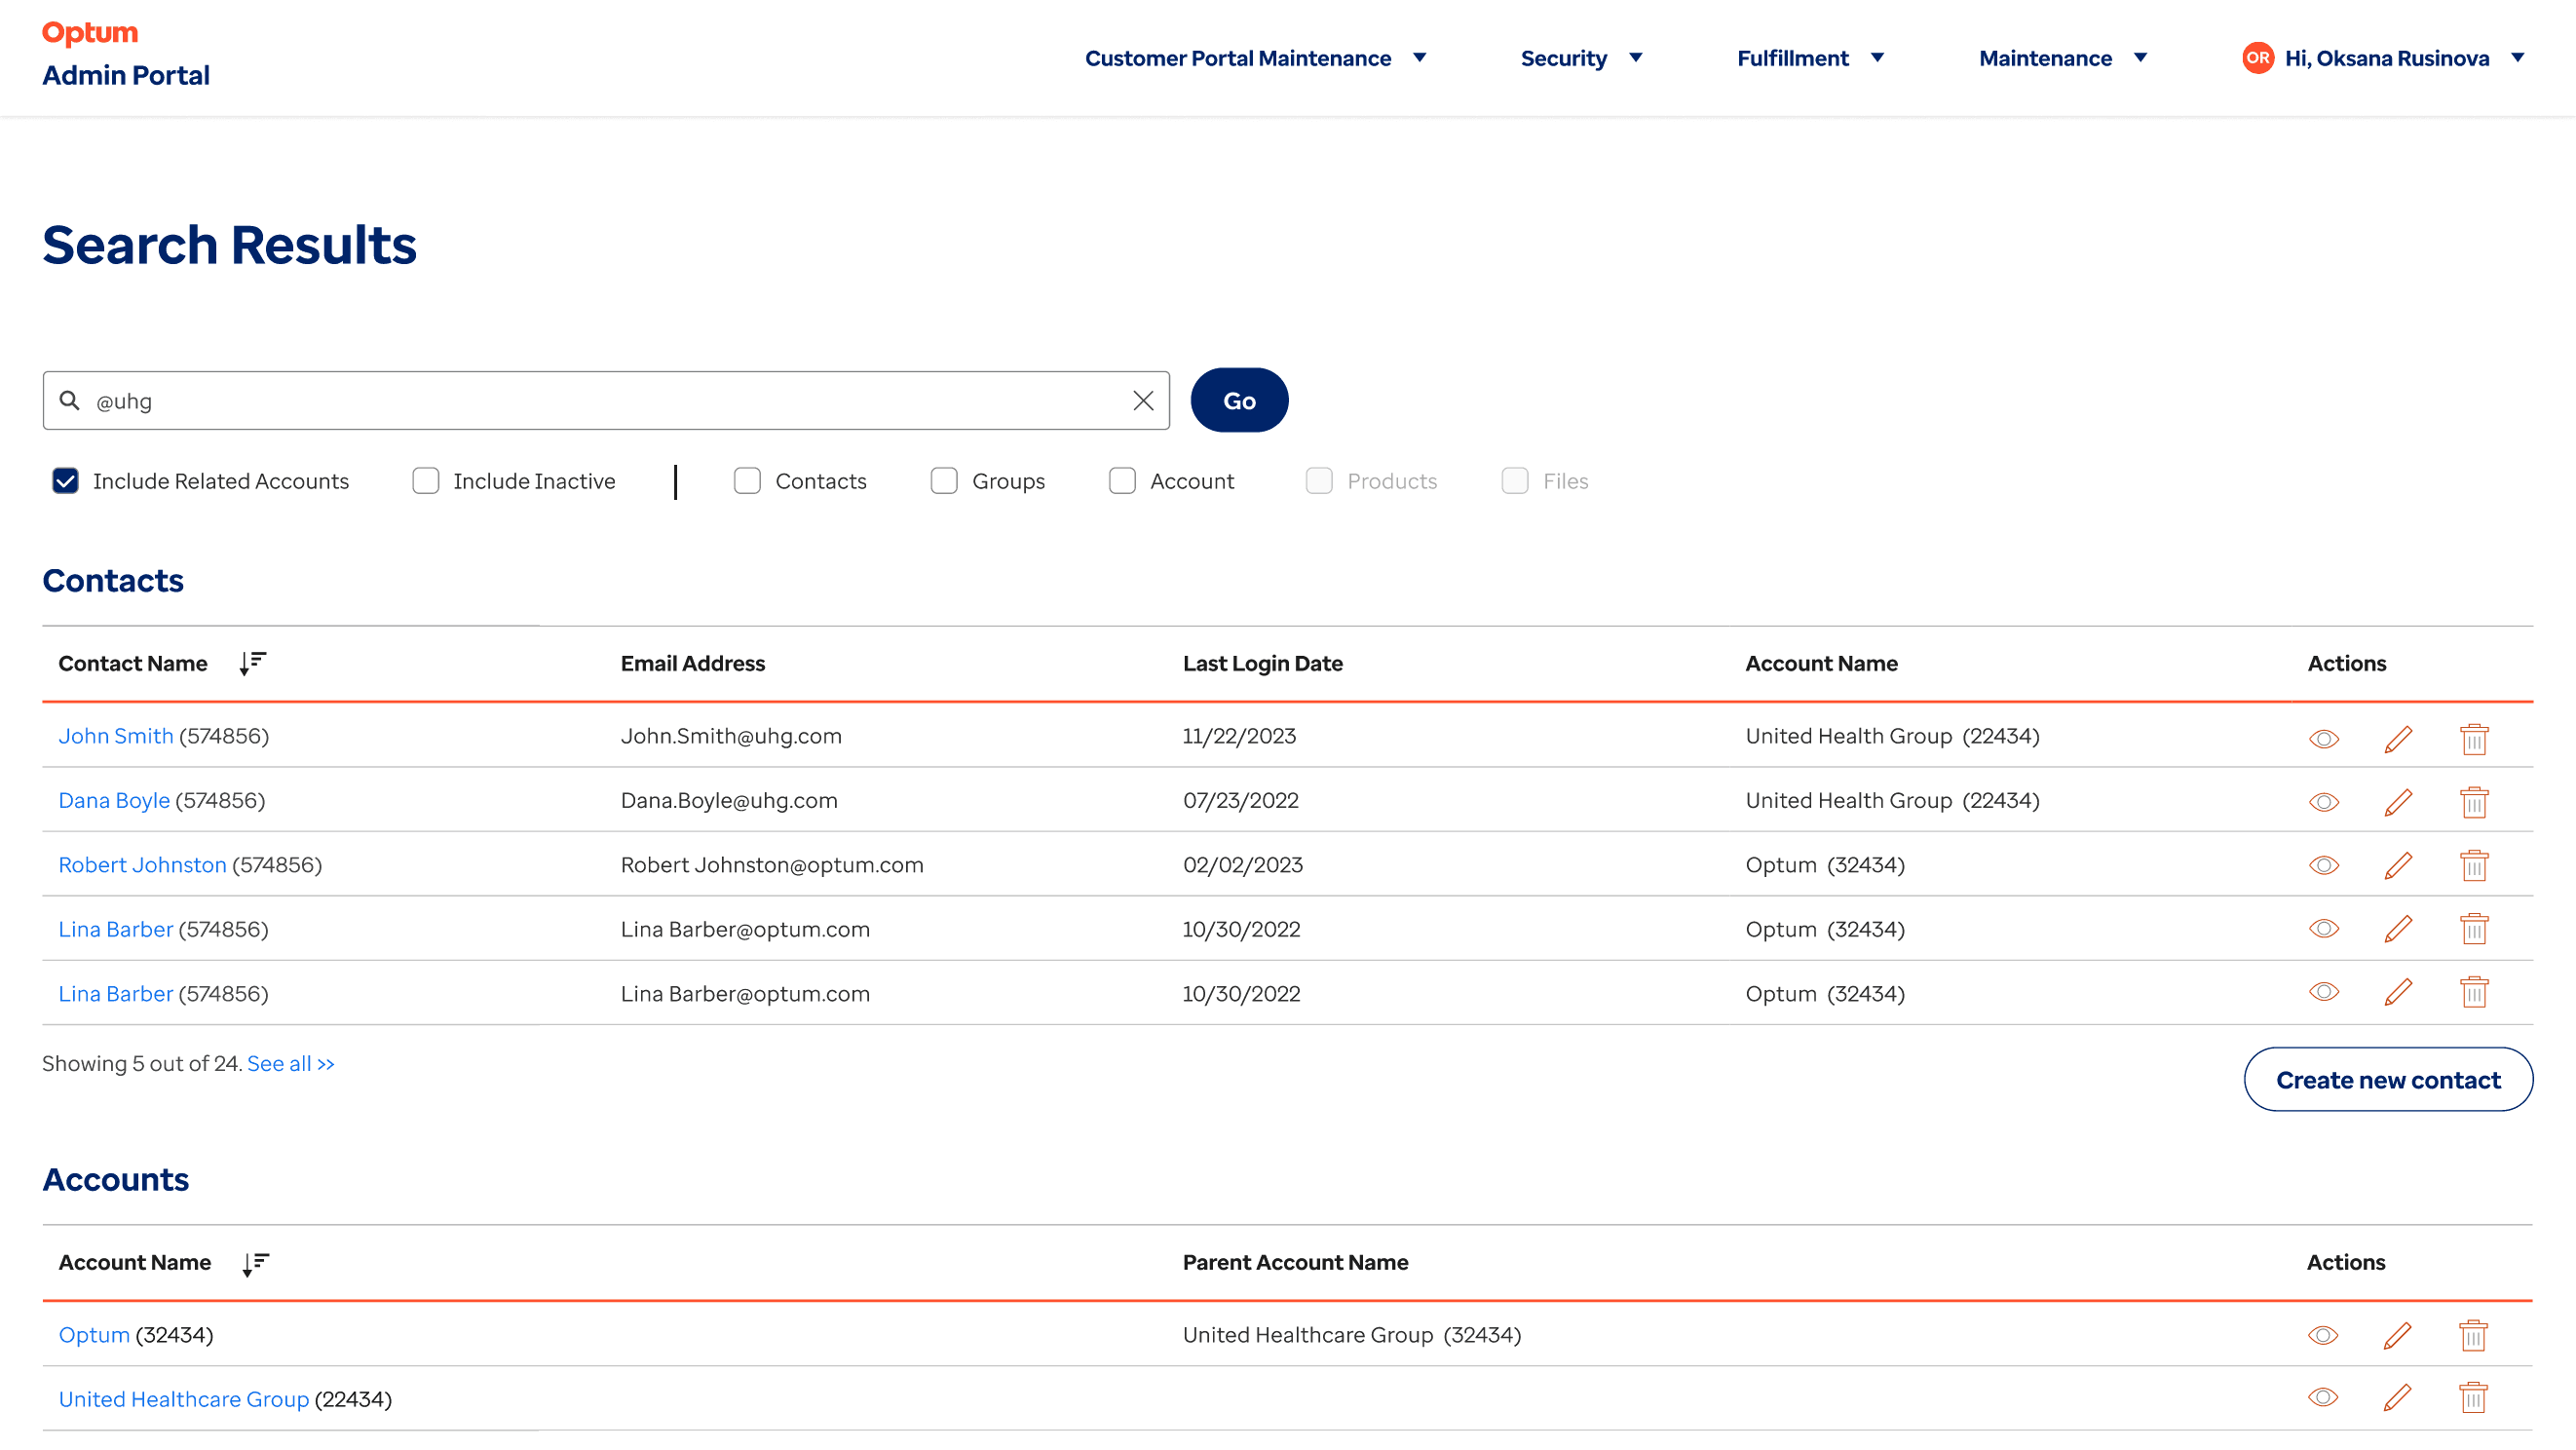 Optum
Admin Portal
Customer Portal Maintenance
Security
Fulfillment
Maintenance
OR
Hi, Oksana Rusinova
Search Results
@uhg
Go
Include Related Accounts
Include Inactive
Contacts
Groups
Account
Products
Files
Contacts
Contact Name Email Address Last Login Date Account Name Actions
John Smith (574856) John.Smith@uhg.com 11/22/2023 United Health Group (22434)
Dana Boyle (574856) Dana.Boyle@uhg.com 07/23/2022 United Health Group (22434)
Robert Johnston (574856) Robert Johnston@optum.com 02/02/2023 Optum (32434)
Lina Barber (574856) Lina Barber@optum.com 10/30/2022 Optum (32434)
Lina Barber (574856) Lina Barber@optum.com 10/30/2022 Optum (32434)
Showing 5 out of 24. See all >>
Create new contact
Accounts
Account Name Parent Account Name Actions
Optum (32434) United Healthcare Group (32434)
United Healthcare Group (22434)